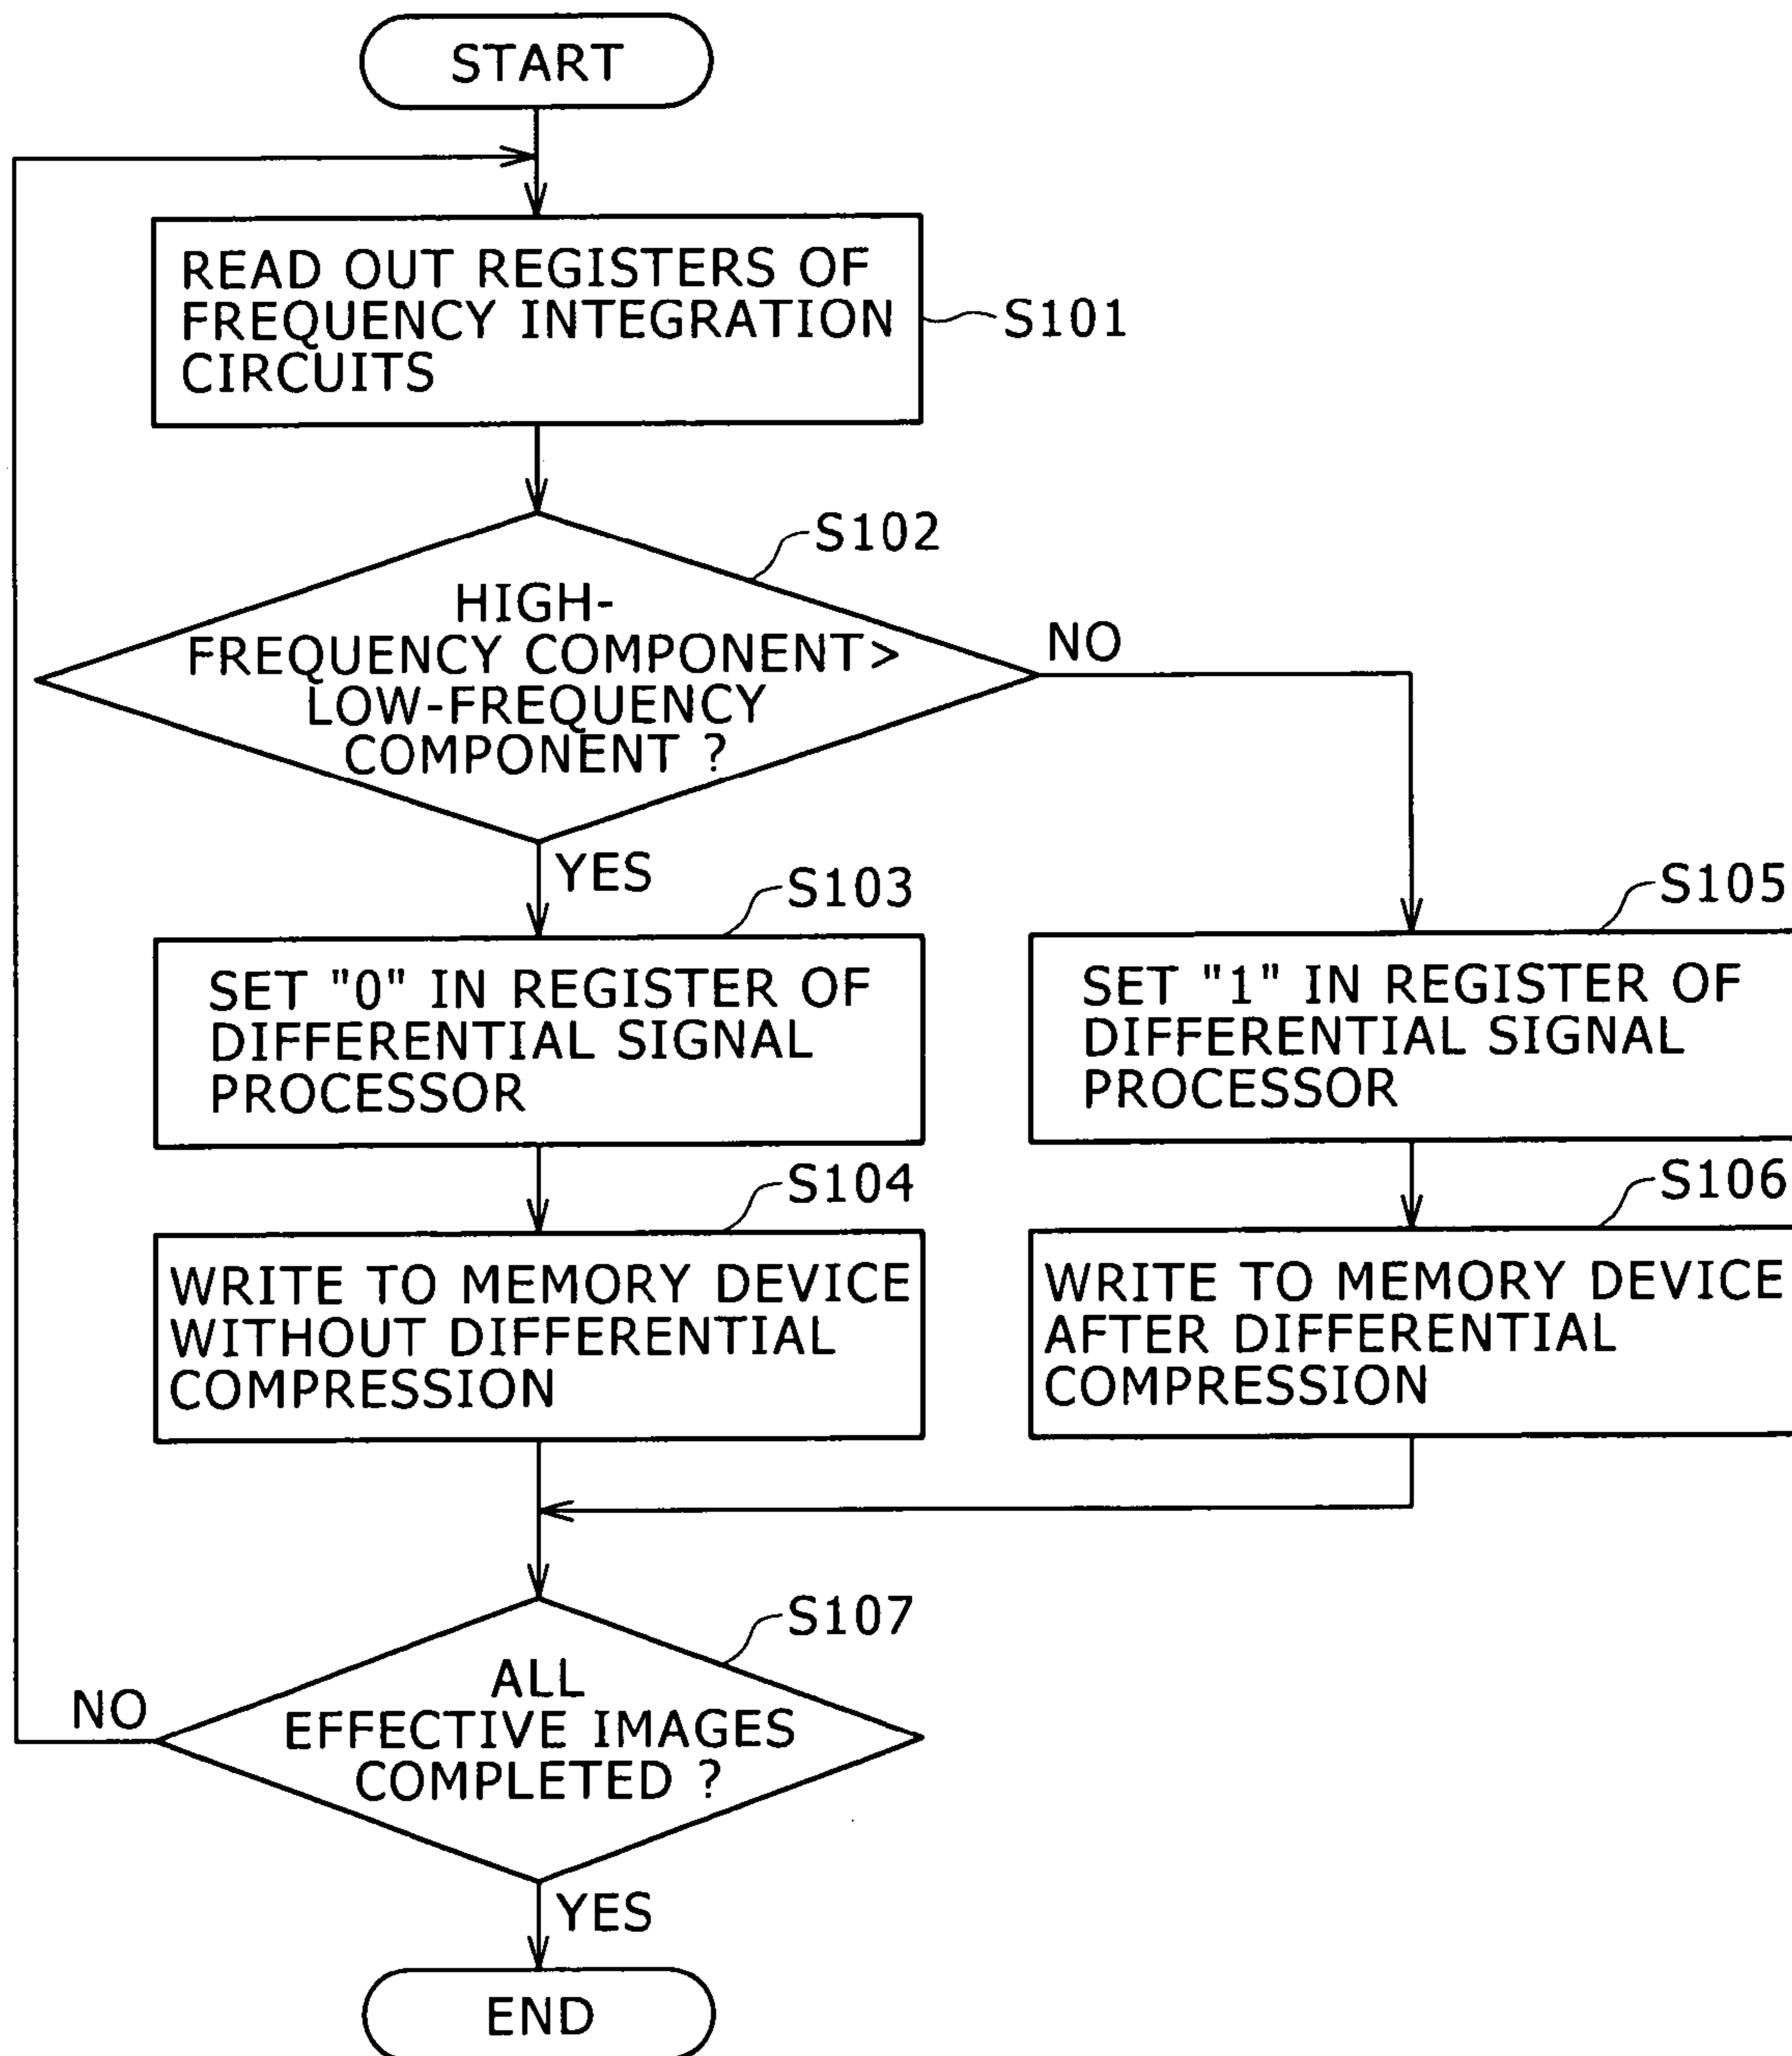 START
READ OUT REGISTERS OF
FREQUENCY INTEGRATION
CIRCUITS
S101
S102
HIGH-
FREQUENCY COMPONENT>
LOW-FREQUENCY
COMPONENT ?
NO
YES
S103
SET "0" IN REGISTER OF
DIFFERENTIAL SIGNAL
PROCESSOR
S105
SET "1" IN REGISTER OF
DIFFERENTIAL SIGNAL
PROCESSOR
S104
WRITE TO MEMORY DEVICE
WITHOUT DIFFERENTIAL
COMPRESSION
S106
WRITE TO MEMORY DEVICE
AFTER DIFFERENTIAL
COMPRESSION
S107
ALL
EFFECTIVE IMAGES
COMPLETED ?
NO
YES
END